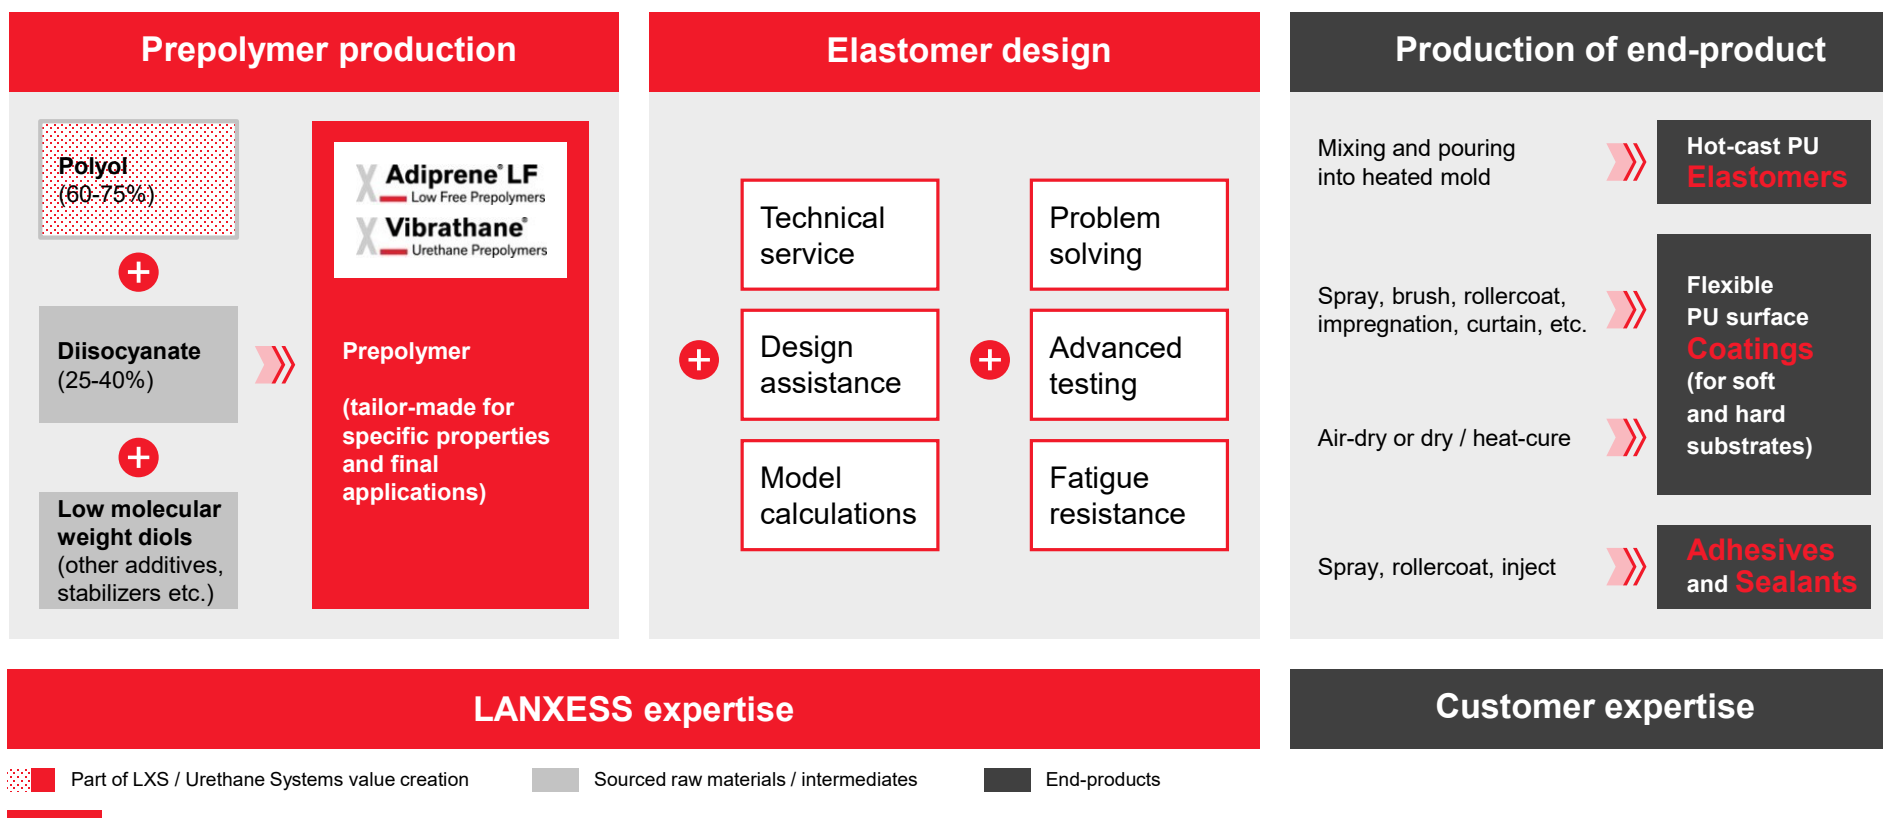 Prepolymer production
Polyol
(60-75%)
Diisocyanate
(25-40%)
Low molecular
weight diols
(other additives,
stabilizers etc.)
Adiprene® LF
Low Free Prepolymers
Vibrathane®
Urethane Prepolymers
Prepolymer
(tailor-made for
specific properties
and final
applications)
Elastomer design
Technical
service
Design
assistance
Model
calculations
Problem
solving
Advanced
testing
Fatigue
resistance
Production of end-product
Mixing and pouring
into heated mold
Hot-cast PU
Elastomers
Spray, brush, rollercoat,
impregnation, curtain, etc.
Air-dry or dry / heat-cure
Flexible
PU surface
Coatings
(for soft
and hard
substrates)
Spray, rollercoat, inject
Adhesives
and Sealants
LANXESS expertise
Customer expertise
Part of LXS / Urethane Systems value creation
Sourced raw materials / intermediates
End-products